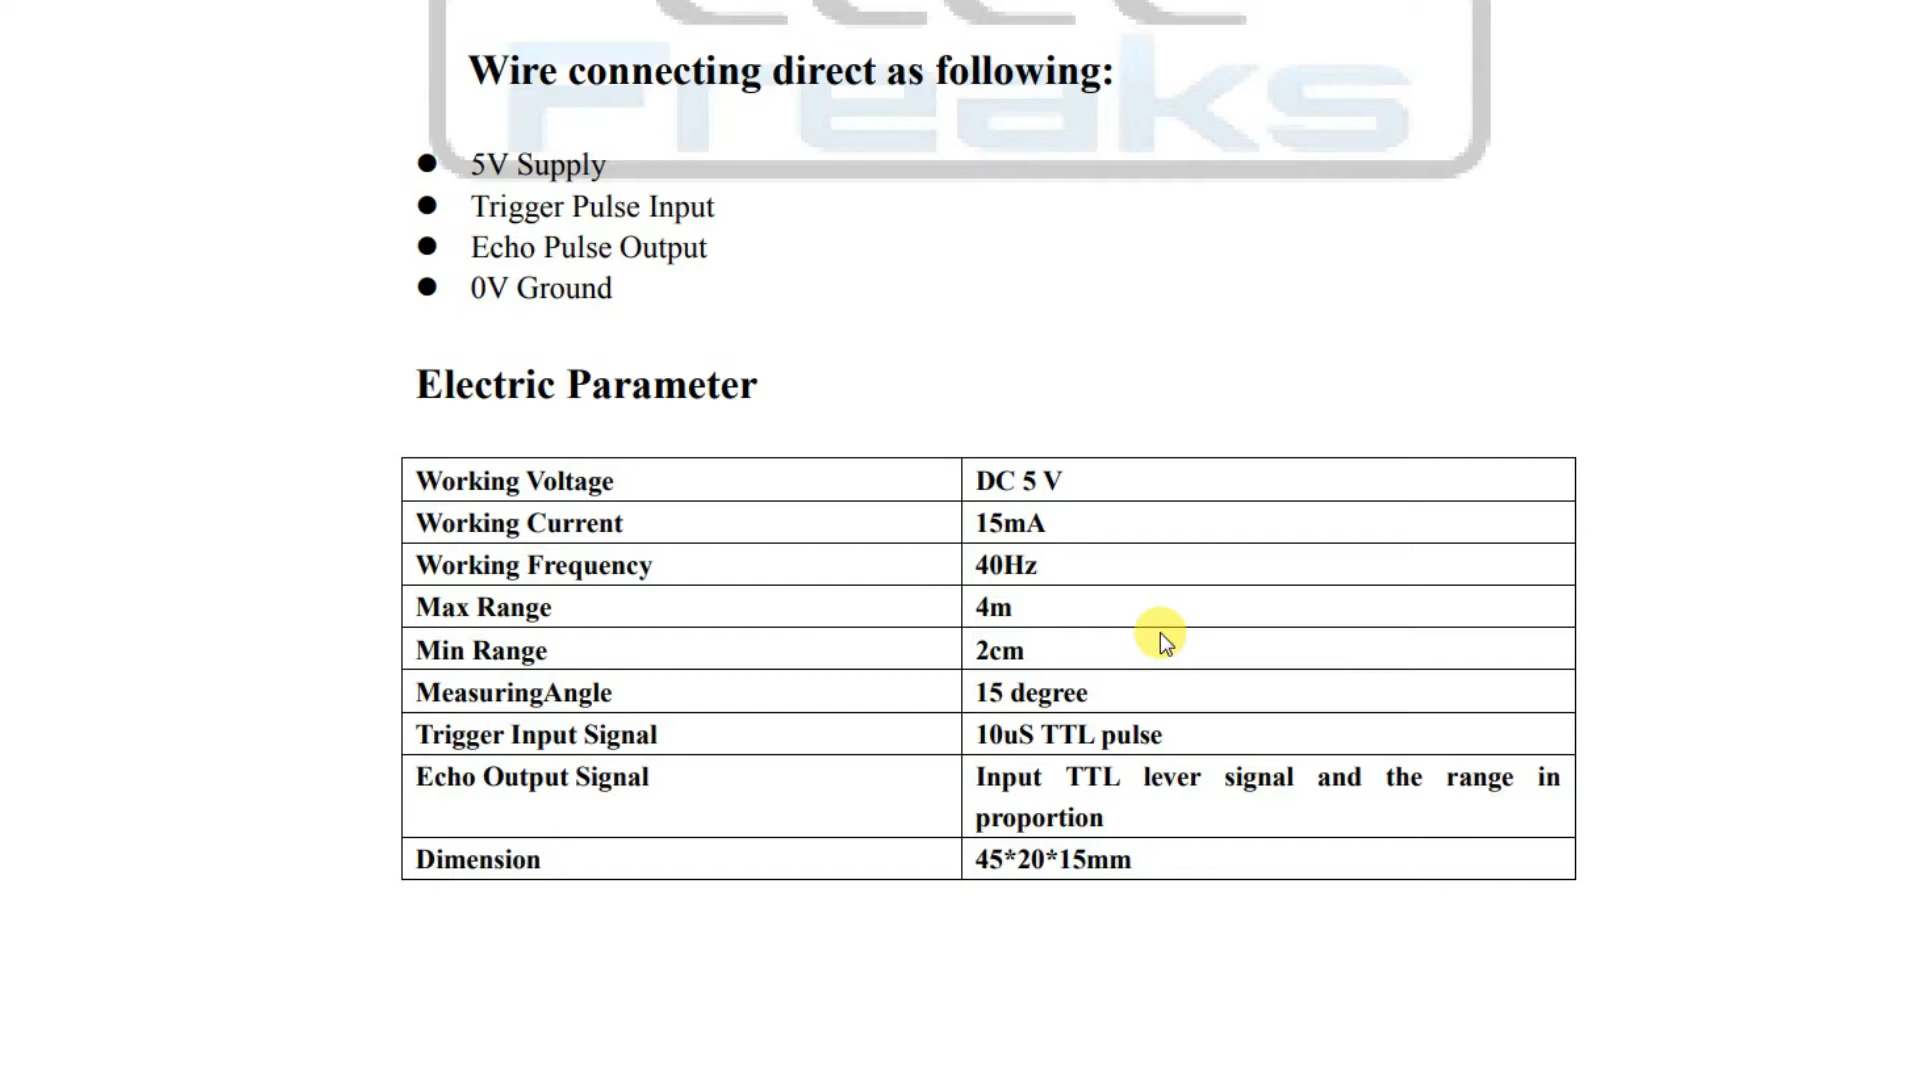 Freaks
Wire connecting direct as following:
● 5V Supply
● Trigger Pulse Input
● Echo Pulse Output
● 0V Ground
Electric Parameter
Working Voltage DC 5 V
Working Current 15mA
Working Frequency 40Hz
Max Range 4m
Min Range 2cm
MeasuringAngle 15 degree
Trigger Input Signal 10uS TTL pulse
Echo Output Signal Input TTL lever signal and the range in
proportion
Dimension 45*20*15mm